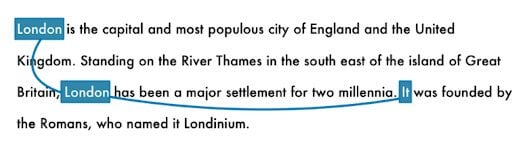 London is the capital and most populous city of England and the United
Kingdom. Standing on the River Thames in the south east of the island of Great
Britain, London has been a major settlement for two millennia. It was founded by
the Romans, who named it Londinium.